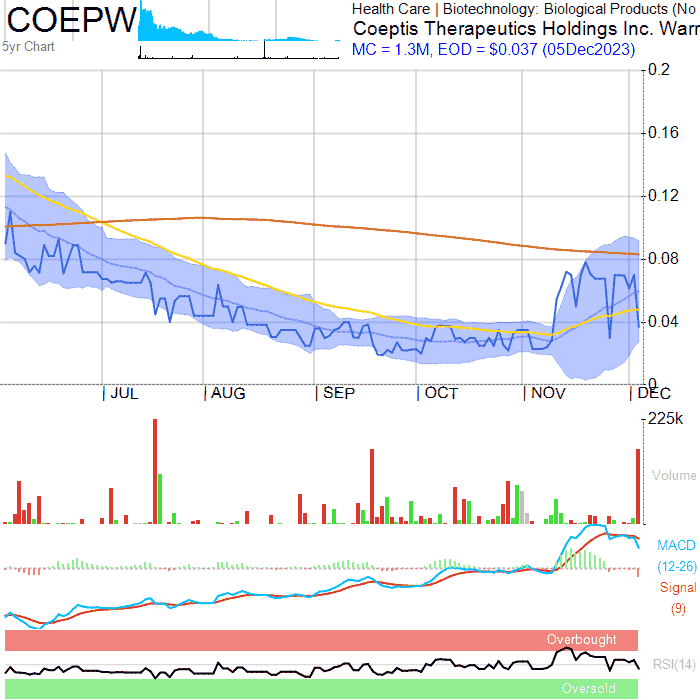 COEPW
Health Care | Biotechnology: Biological Products (No
Coeptis Therapeutics Holdings Inc. Warr
5yr Chart
MC = 1.3M, EOD = $0.037 (05Dec2023)
0.2
0.16
0.12
0.08
0.04
0
JUL AUG SEP OCT NOV DEC
225k
Volume
MACD
(12-26)
Signal
(9)
Overbought
RSI(14)
Oversold